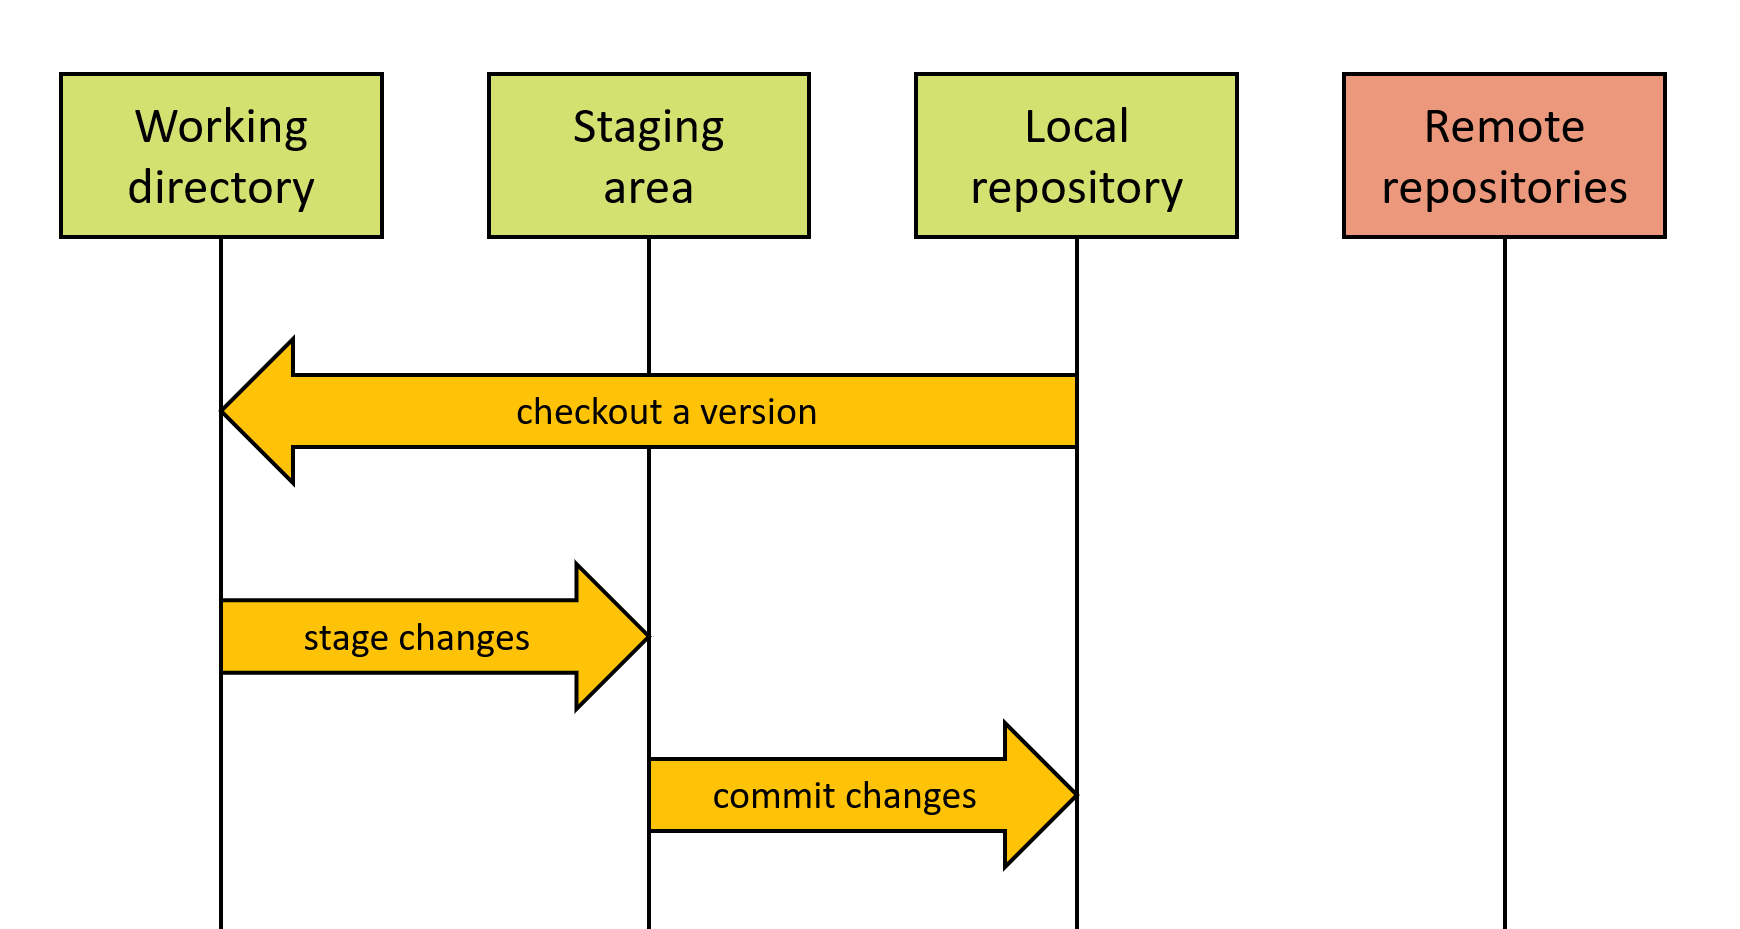 Working
directory
Staging
area
Local
repository
Remote
repositories
checkout a version
stage changes
commit changes